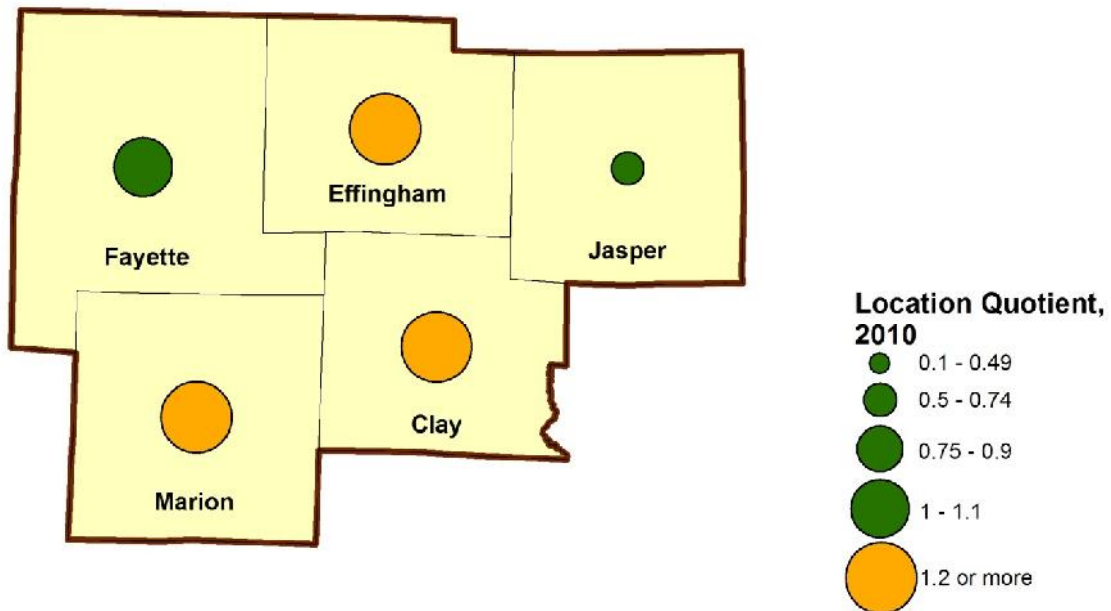 Effingham
Fayette
Jasper
Clay
Marion
Location Quotient,
2010
0.1 - 0.49
0.5 - 0.74
0.75 - 0.9
1 - 1.1
1.2 or more